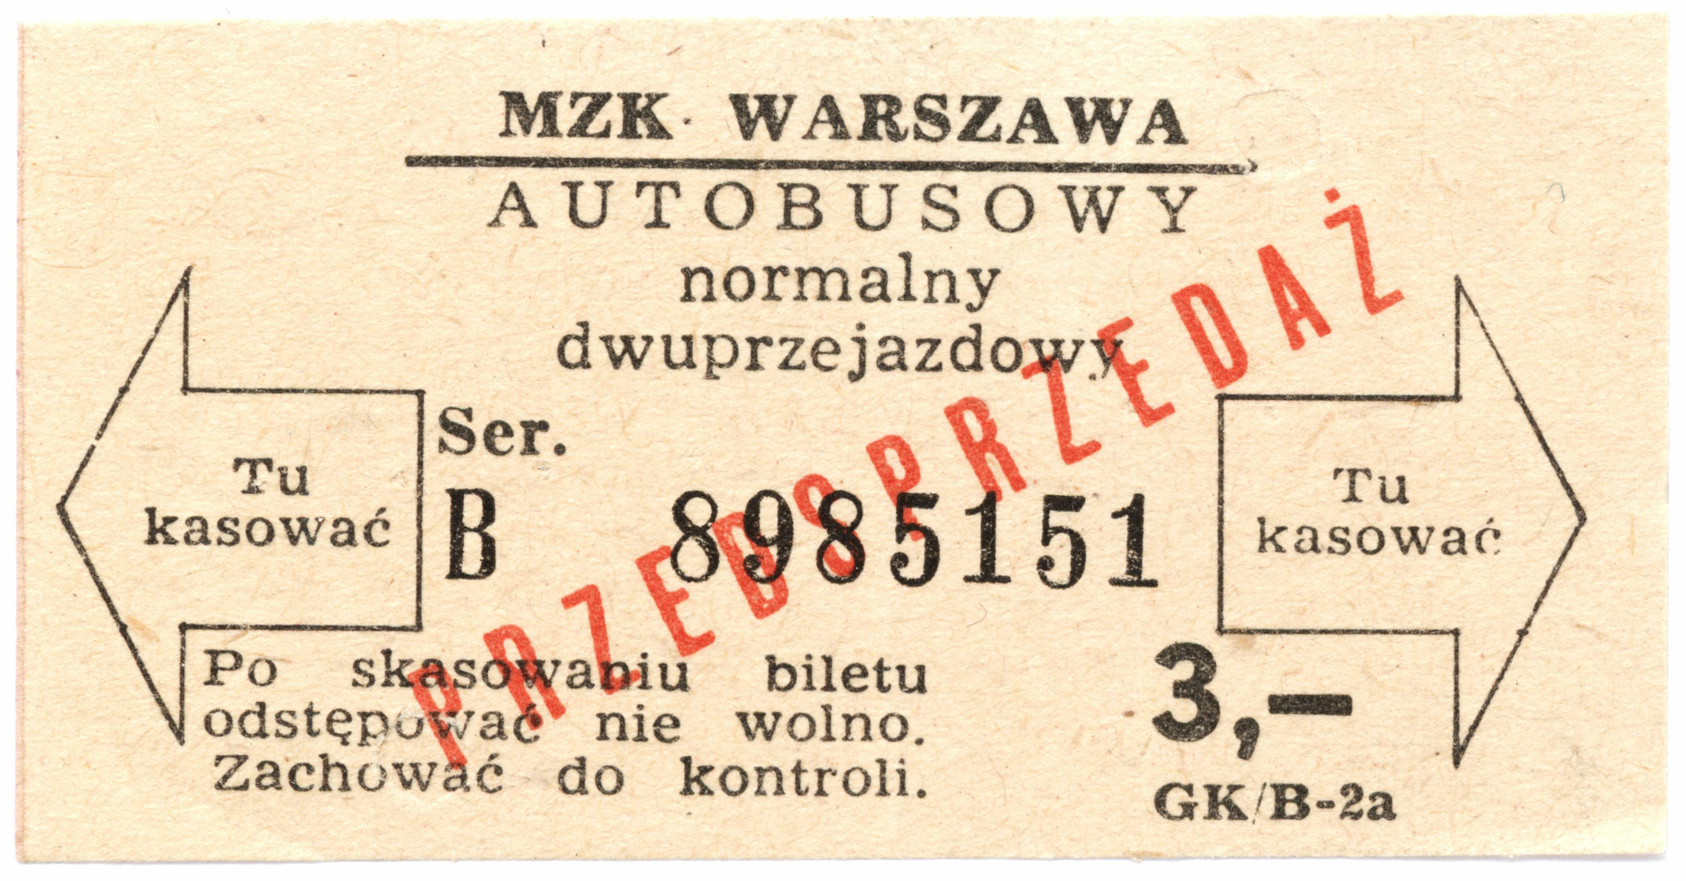 MZK WARSZAWA
AUTOBUSOWY
normalny
dwuprzejazdowy
PRZEDSPRZEDAŻ
Tu
kasować
Ser.
B 8985151
Tu
kasować
Po skasowaniu biletu
odstępować nie wolno.
Zachować do kontroli.
3,—
GK/B-2a